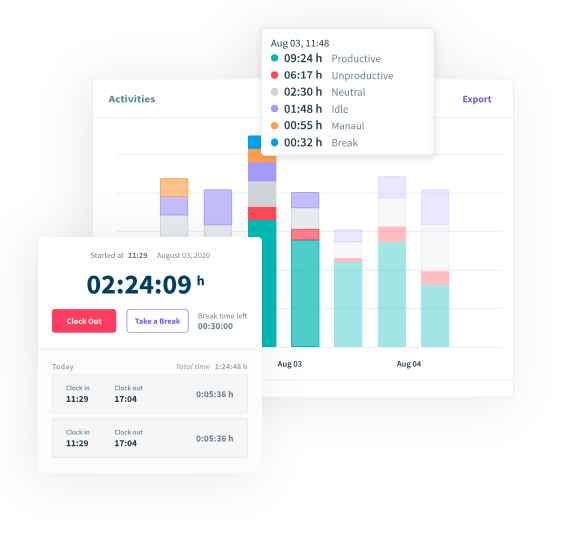 Aug 03, 11:48
09:24 h Productive
06:17 h Unproductive
02:30 h Neutral
01:48 h Idle
00:55 h Manaul
00:32 h Break
Activities
Export
Started at 11:29 August 03, 2020
02:24:09 h
Clock Out
Take a Break
Break time left
00:30:00
Aug 03
Aug 04
Today
Total time 1:24:48 h
Clock in Clock out
11:29 17:04 0:05:36 h
Clock in Clock out
11:29 17:04 0:05:36 h